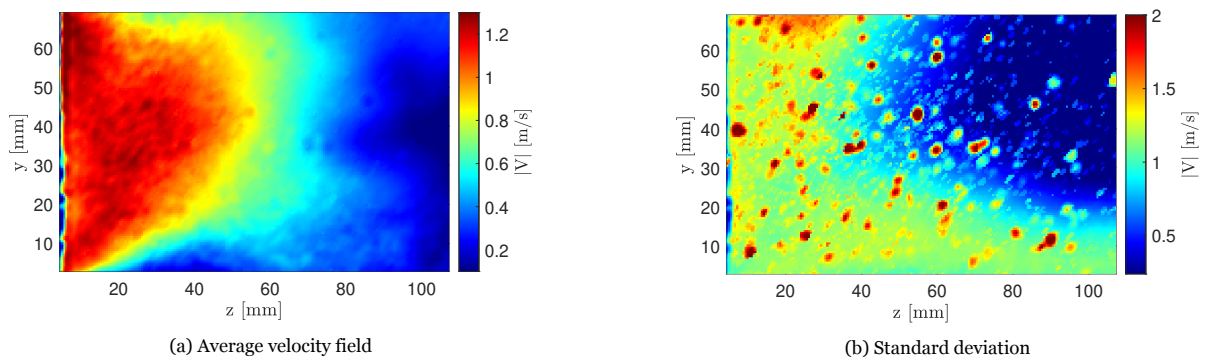 60
50
40
30
20
10
y [mm]
20 40 60 80 100
z [mm]
1.2
1
0.8
0.6
0.4
0.2
|V| [m/s]
(a) Average velocity field
60
50
40
30
20
10
y [mm]
20 40 60 80 100
z [mm]
2
1.5
1
0.5
|V| [m/s]
(b) Standard deviation